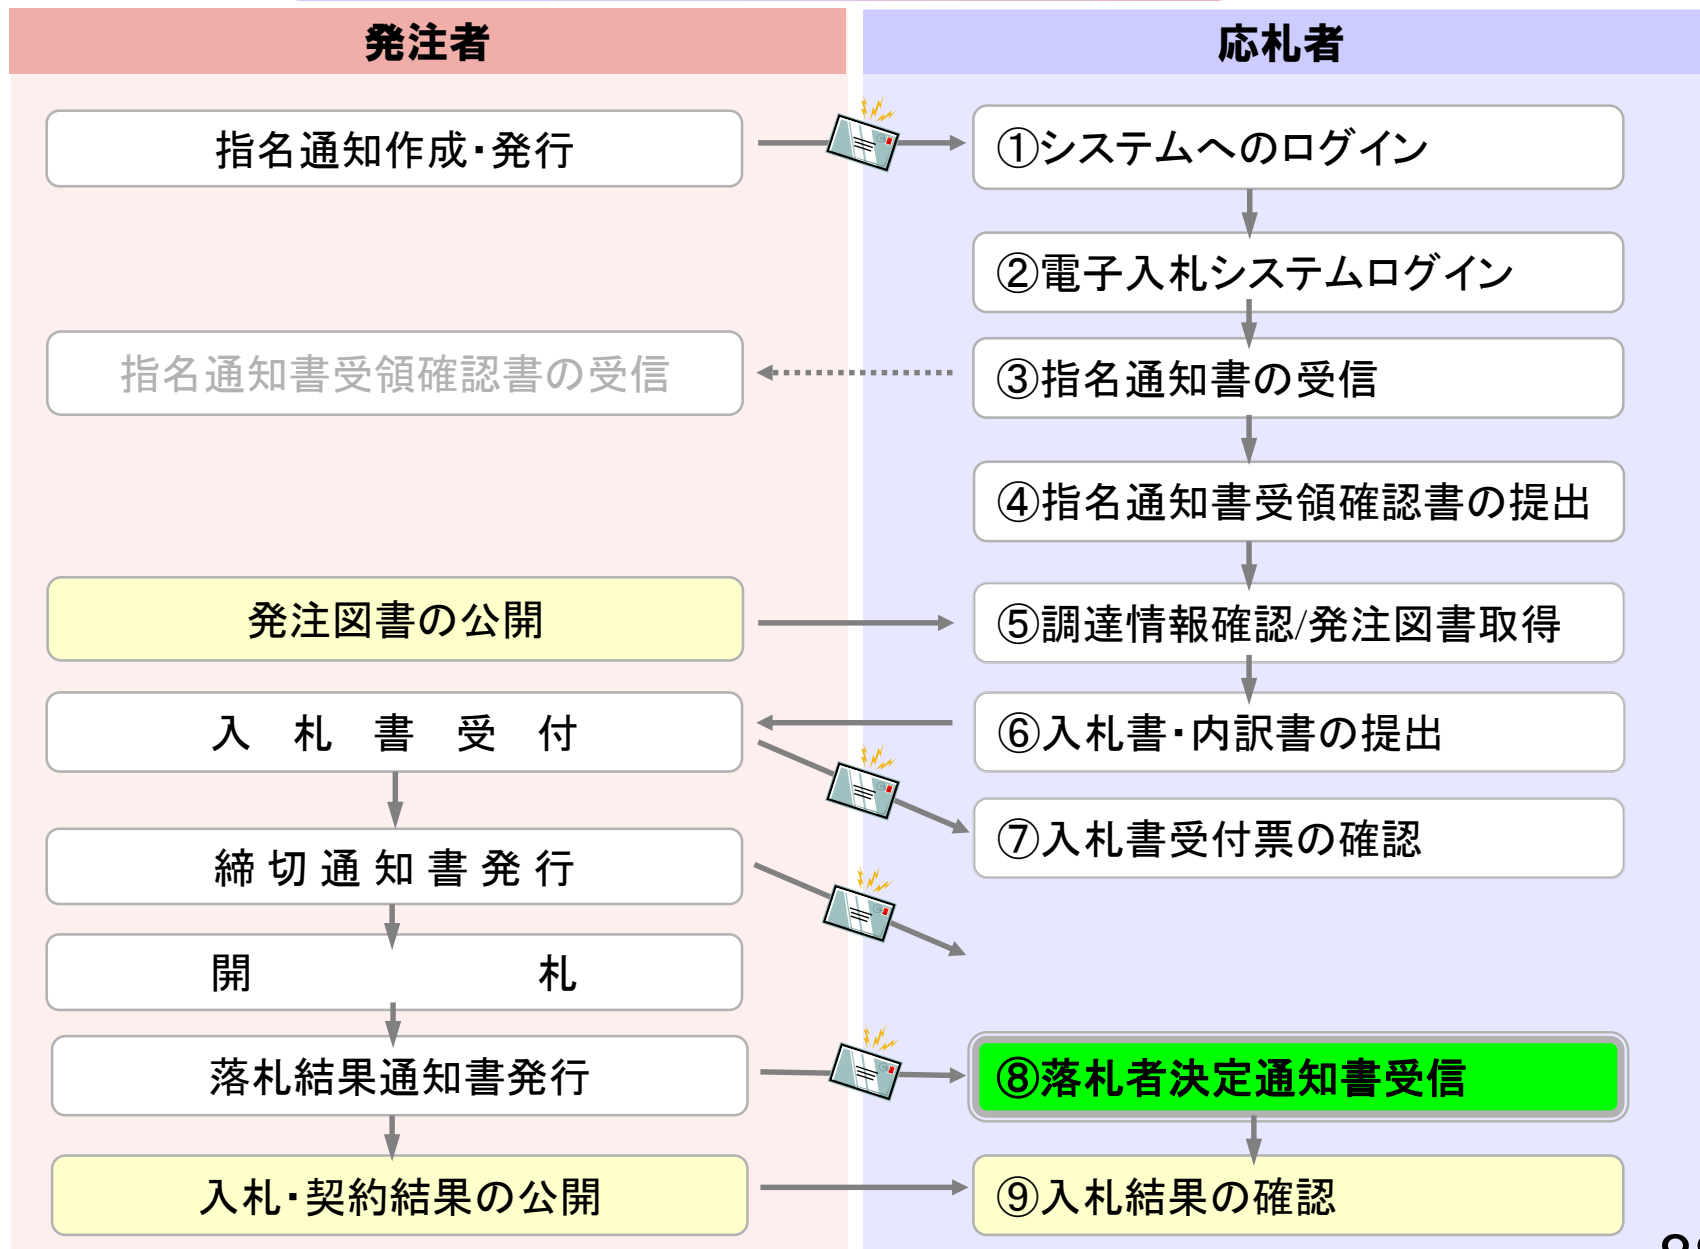 発注者
応札者
指名通知作成・発行
①システムへのログイン
②電子入札システムログイン
指名通知書受領確認書の受信
③指名通知書の受信
④指名通知書受領確認書の提出
発注図書の公開
⑤調達情報確認/発注図書取得
入 札 書 受 付
⑥入札書・内訳書の提出
⑦入札書受付票の確認
締切通知書発行
開 札
落札結果通知書発行
⑧落札者決定通知書受信
入札・契約結果の公開
⑨入札結果の確認